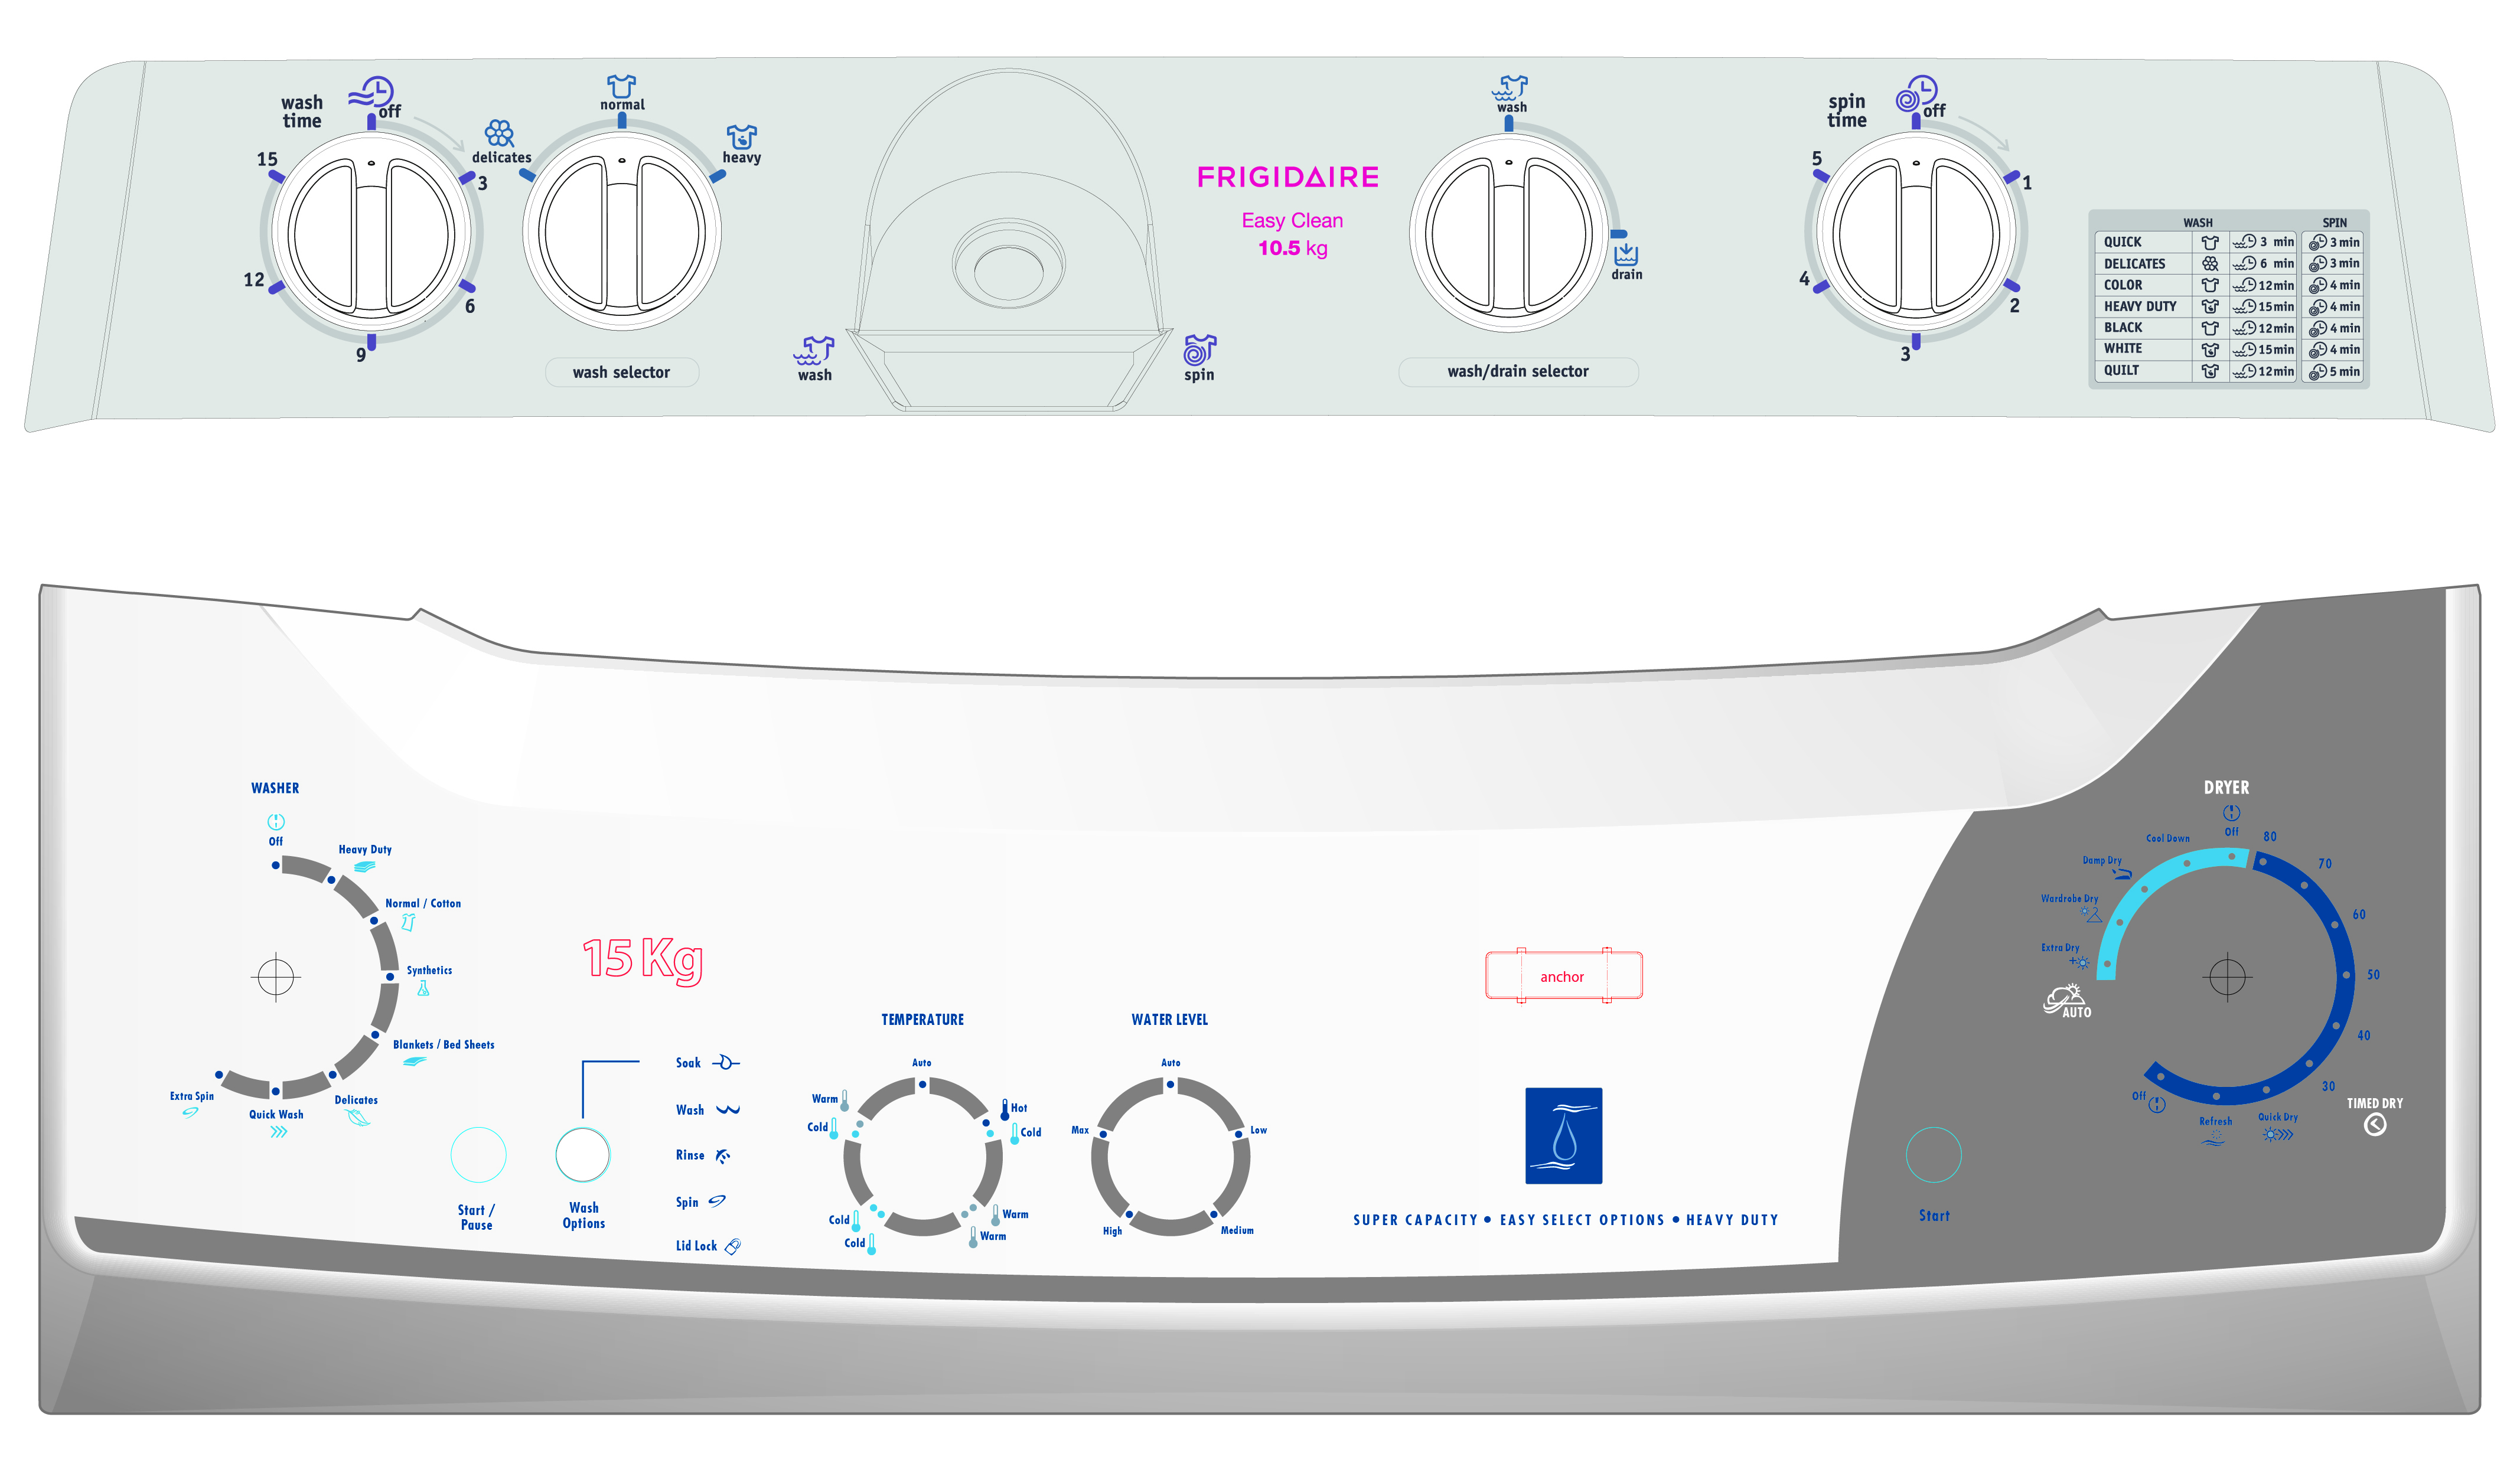 wash
time
off
3
6
9
12
15
normal
delicates
heavy
wash selector
wash
spin
FRIGIDAIRE
Easy Clean
10.5 kg
wash
drain
wash/drain selector
spin
time
off
1
2
3
4
5
WASH SPIN
QUICK 3 min 3 min
DELICATES 6 min 3 min
COLOR 12 min 4 min
HEAVY DUTY 15 min 4 min
BLACK 12 min 4 min
WHITE 15 min 4 min
QUILT 12 min 5 min
WASHER
Off
Heavy Duty
Normal / Cotton
Synthetics
Blankets / Bed Sheets
Delicates
Quick Wash
Extra Spin
15 Kg
Start /
Pause
Wash
Options
Soak
Wash
Rinse
Spin
Lid Lock
TEMPERATURE
Auto
Hot
Cold
Warm
Warm
Cold
Cold
Warm
Cold
WATER LEVEL
Auto
Low
Medium
High
Max
anchor
SUPER CAPACITY • EASY SELECT OPTIONS • HEAVY DUTY
Start
DRYER
Off
80
70
60
50
40
30
Quick Dry
Refresh
Off
Cool Down
Damp Dry
Wardrobe Dry
Extra Dry
AUTO
TIMED DRY